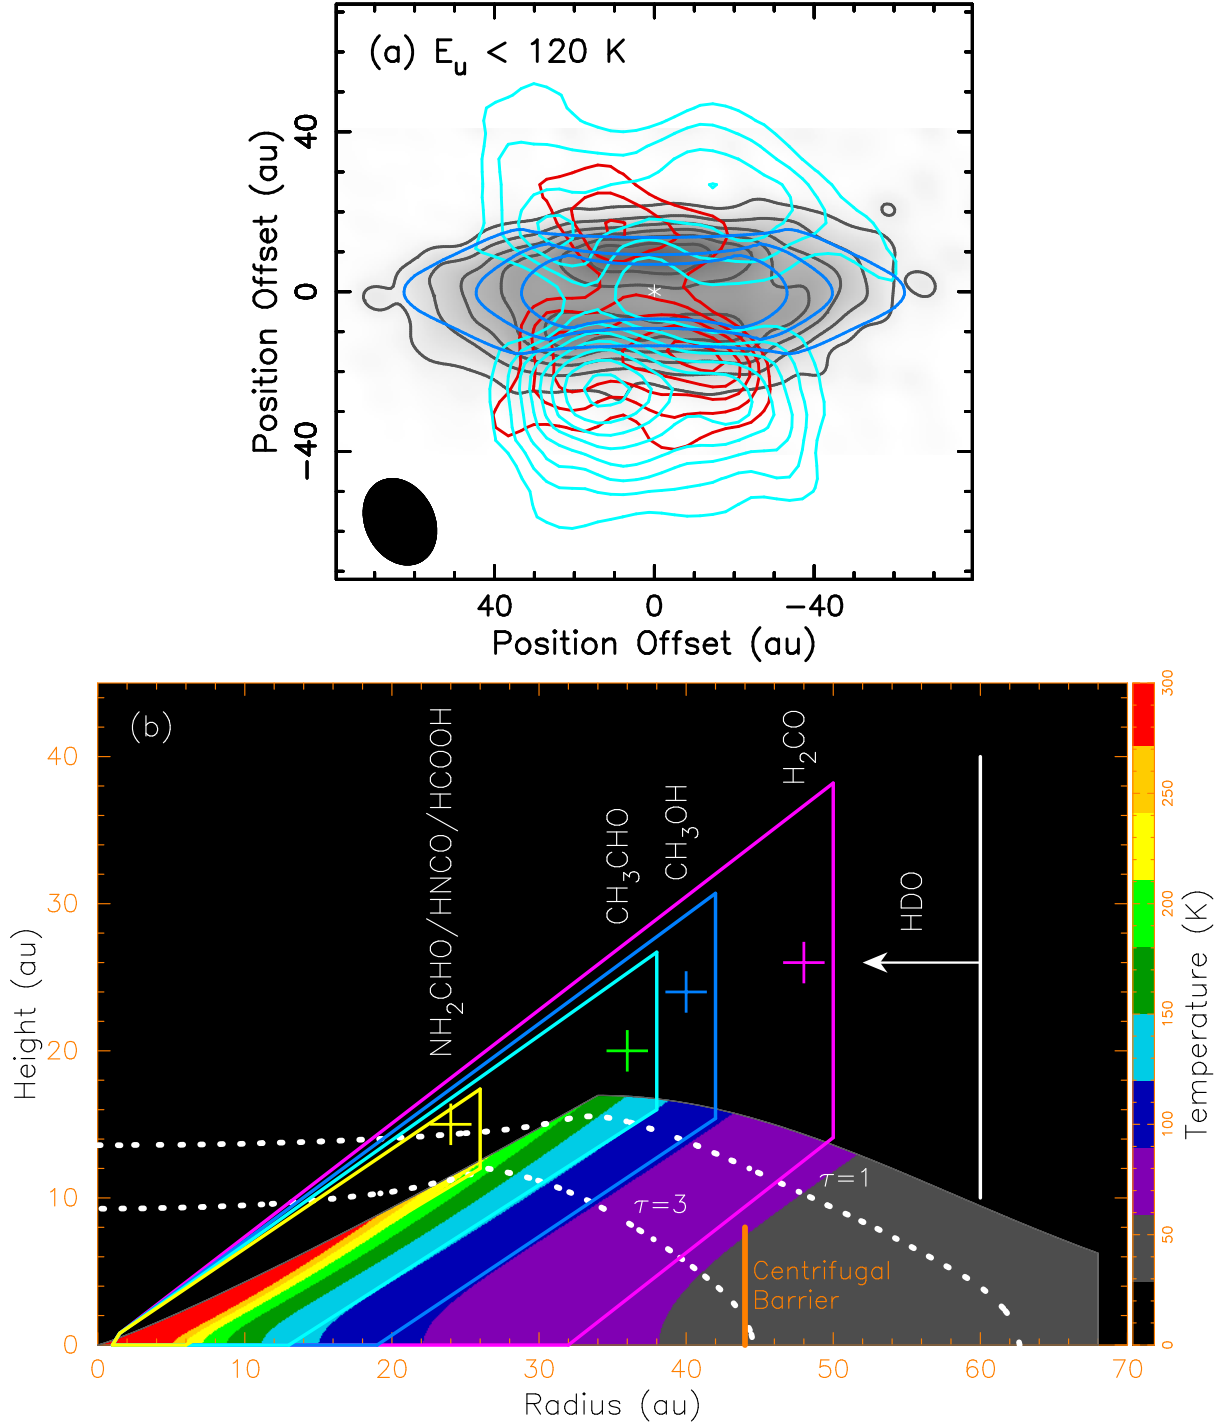 (a) E_u < 120 K
Position Offset (au)
40
0
−40
40
0
−40
Position Offset (au)
(b)
NH2CHO/HNCO/HCOOH
CH3CHO
CH3OH
H2CO
HDO
τ=1
τ=3
Centrifugal
Barrier
Height (au)
40
30
20
10
0
0
10
20
30
40
50
60
70
Radius (au)
300
250
200
150
100
50
0
Temperature (K)